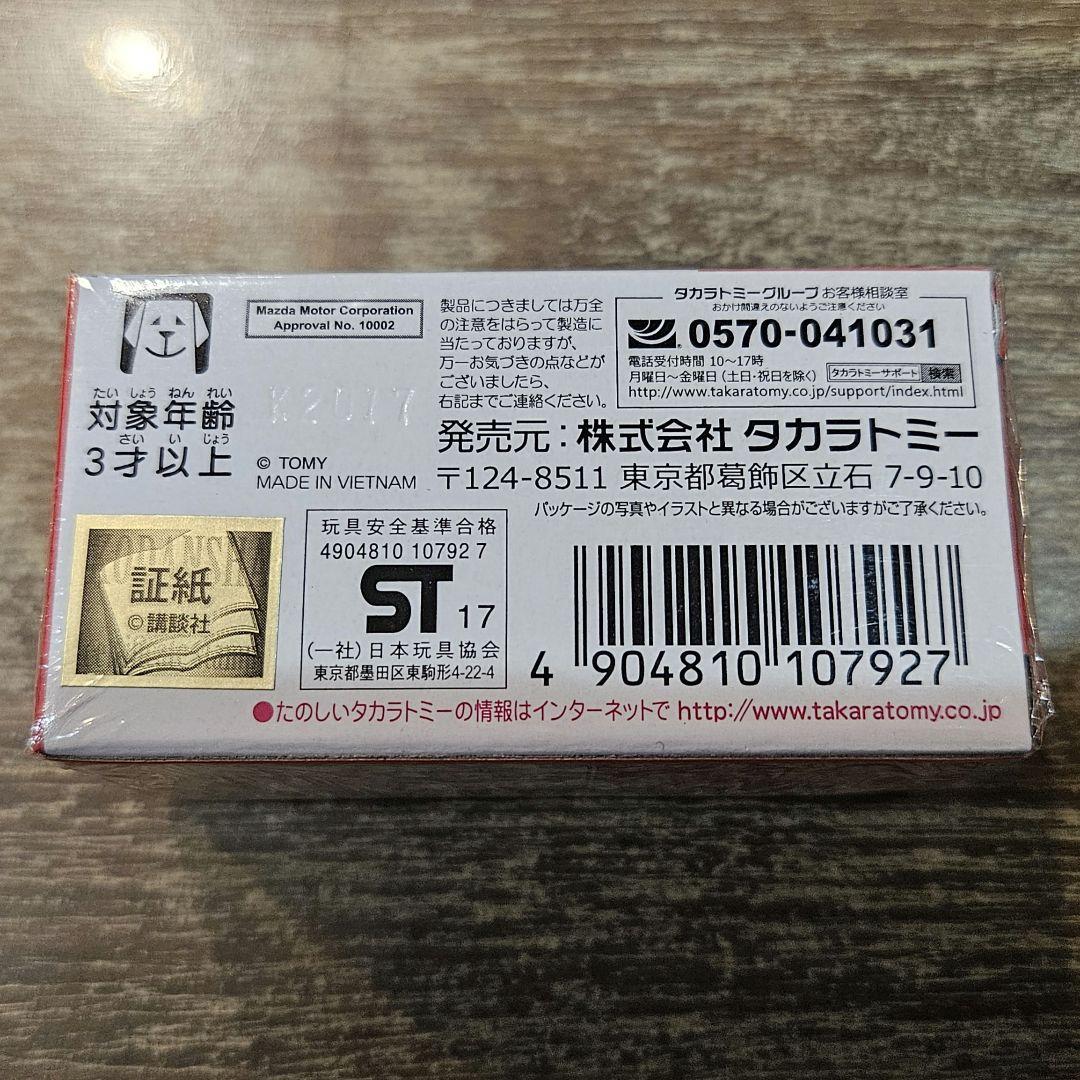 たい しょう ねん れい
対象年齢
さい い じょう
3才以上
Mazda Motor Corporation
Approval No. 10002
K2017
© TOMY
MADE IN VIETNAM
製品につきましては万全
の注意をはらって製造に
当たっておりますが、
万一お気づきの点などが
ございましたら、
右記までご連絡ください。
タカラトミーグループ お客様相談室
おかけ間違えのないようご注意ください
0570-041031
電話受付時間 10〜17時
月曜日〜金曜日（土日・祝日を除く）
タカラトミーサポート 検索
http://www.takaratomy.co.jp/support/index.html
発売元：株式会社 タカラトミー
〒124-8511 東京都葛飾区立石 7-9-10
パッケージの写真やイラストと異なる場合がございますがご了承ください。
KODANSH
証紙
©講談社
玩具安全基準合格
4904810 10792 7
ST 17
(一社)日本玩具協会
東京都墨田区東駒形4-22-4
4 904810 107927
●たのしいタカラトミーの情報はインターネットで http://www.takaratomy.co.jp